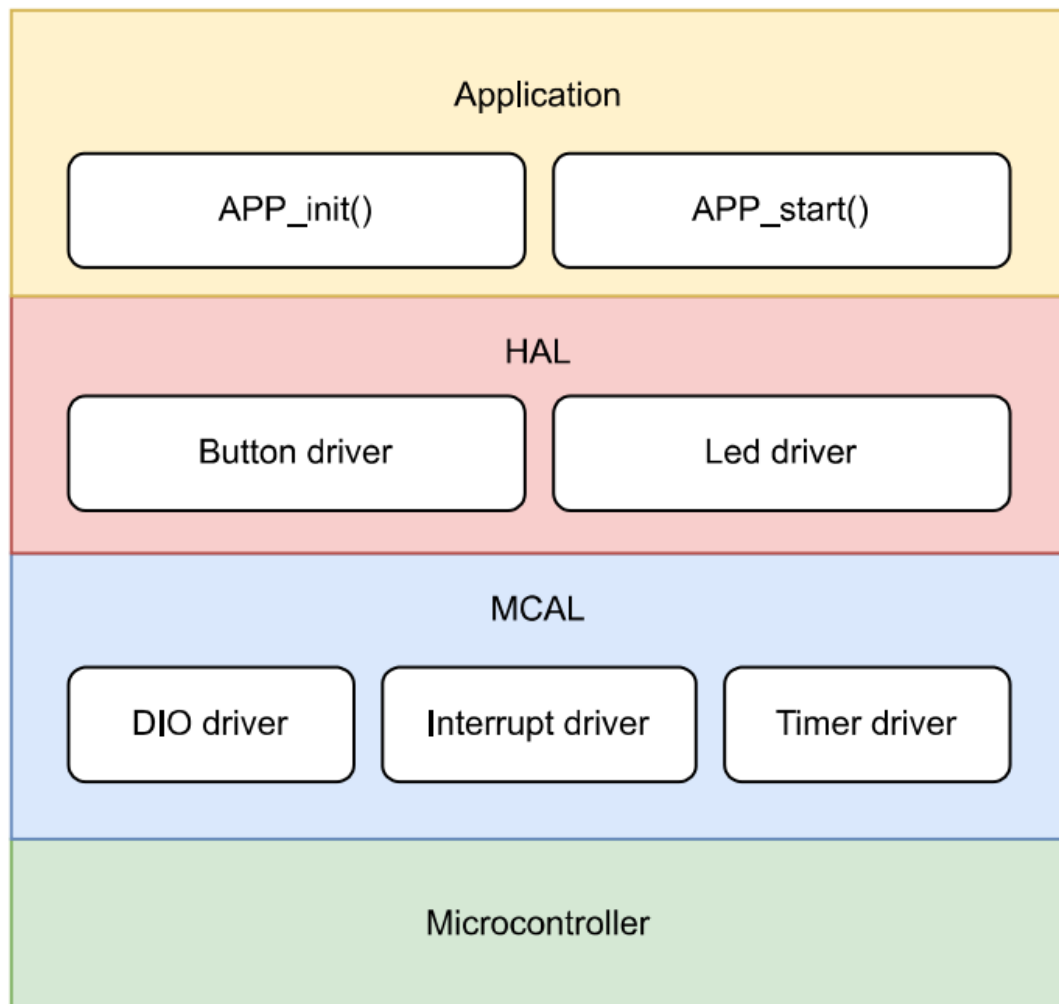 Application
APP_init()
APP_start()
HAL
Button driver
Led driver
MCAL
DIO driver
Interrupt driver
Timer driver
Microcontroller